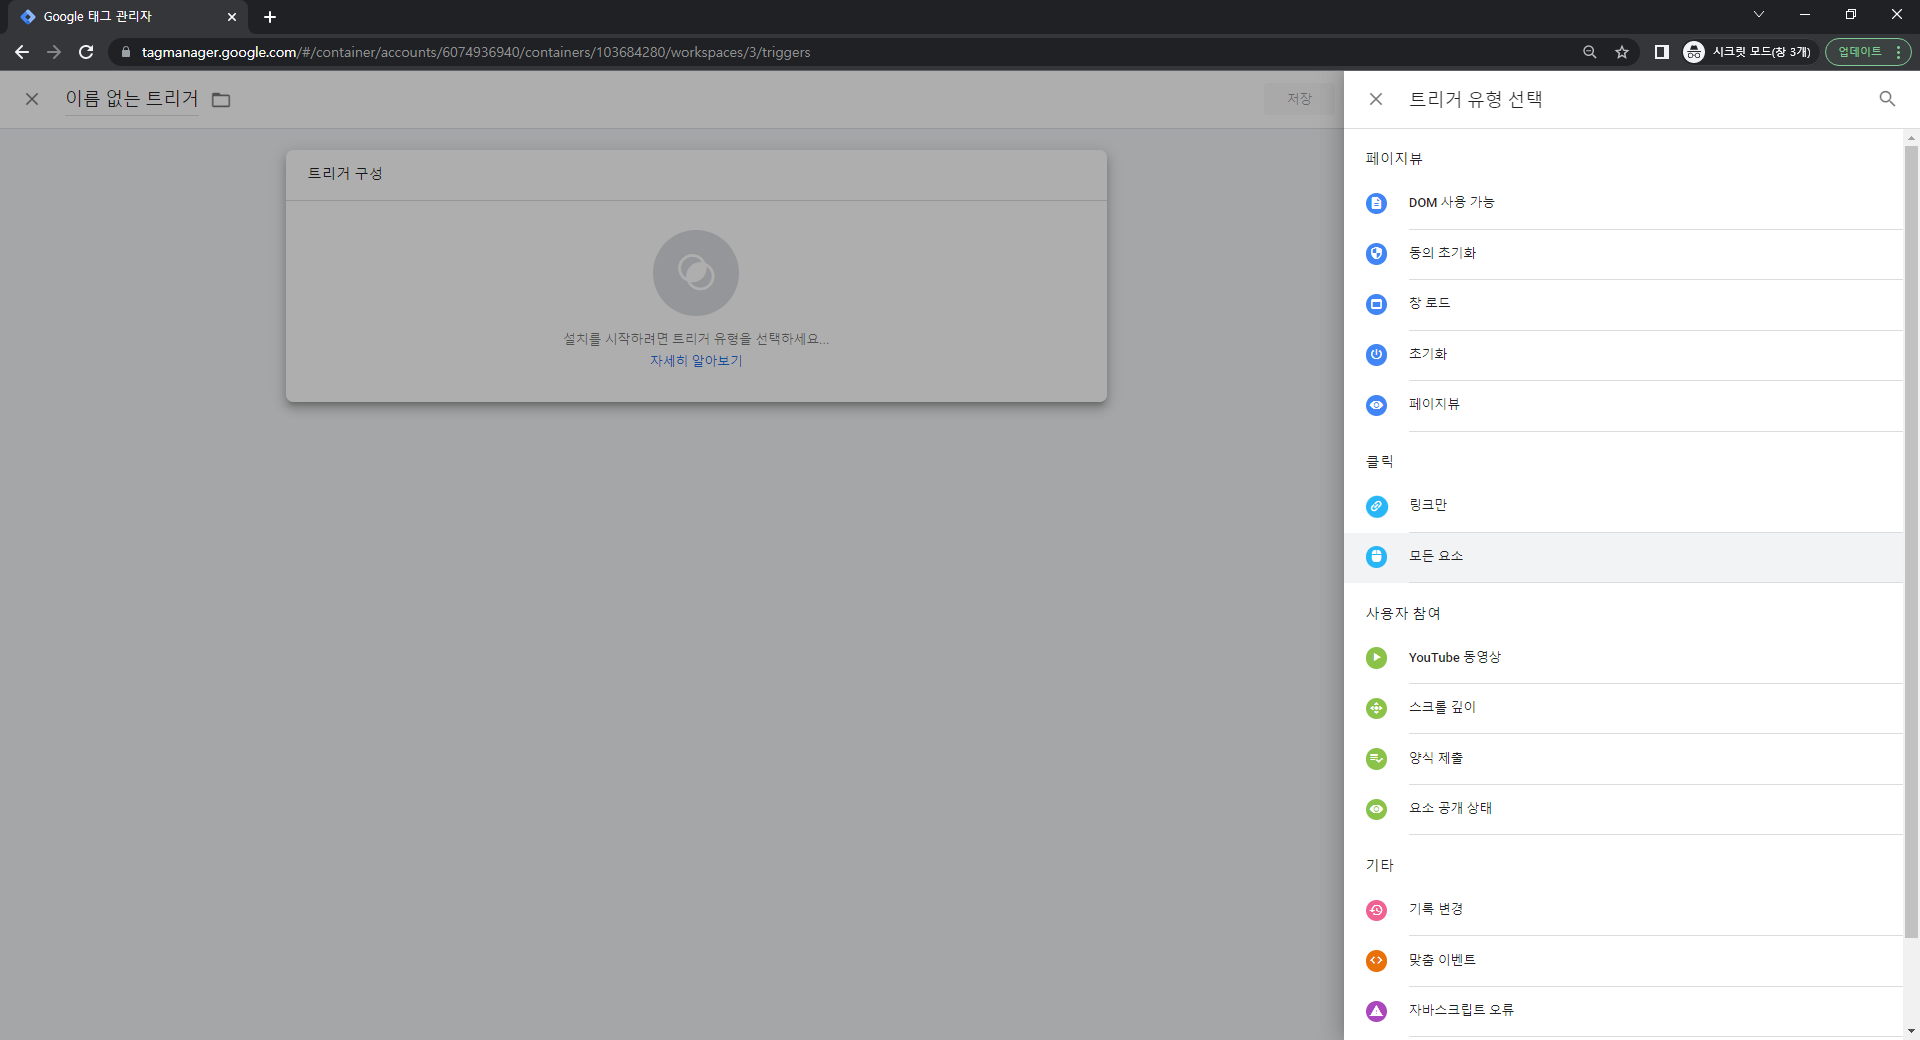 Google 태그 관리자
tagmanager.google.com/#/container/accounts/6074936940/containers/103684280/workspaces/3/triggers
시크릿 모드(창 3개)
업데이트
이름 없는 트리거
저장
트리거 구성
설치를 시작하려면 트리거 유형을 선택하세요...
자세히 알아보기
트리거 유형 선택
페이지뷰
DOM 사용 가능
동의 초기화
창 로드
초기화
페이지뷰
클릭
링크만
모든 요소
사용자 참여
YouTube 동영상
스크롤 깊이
양식 제출
요소 공개 상태
기타
기록 변경
맞춤 이벤트
자바스크립트 오류